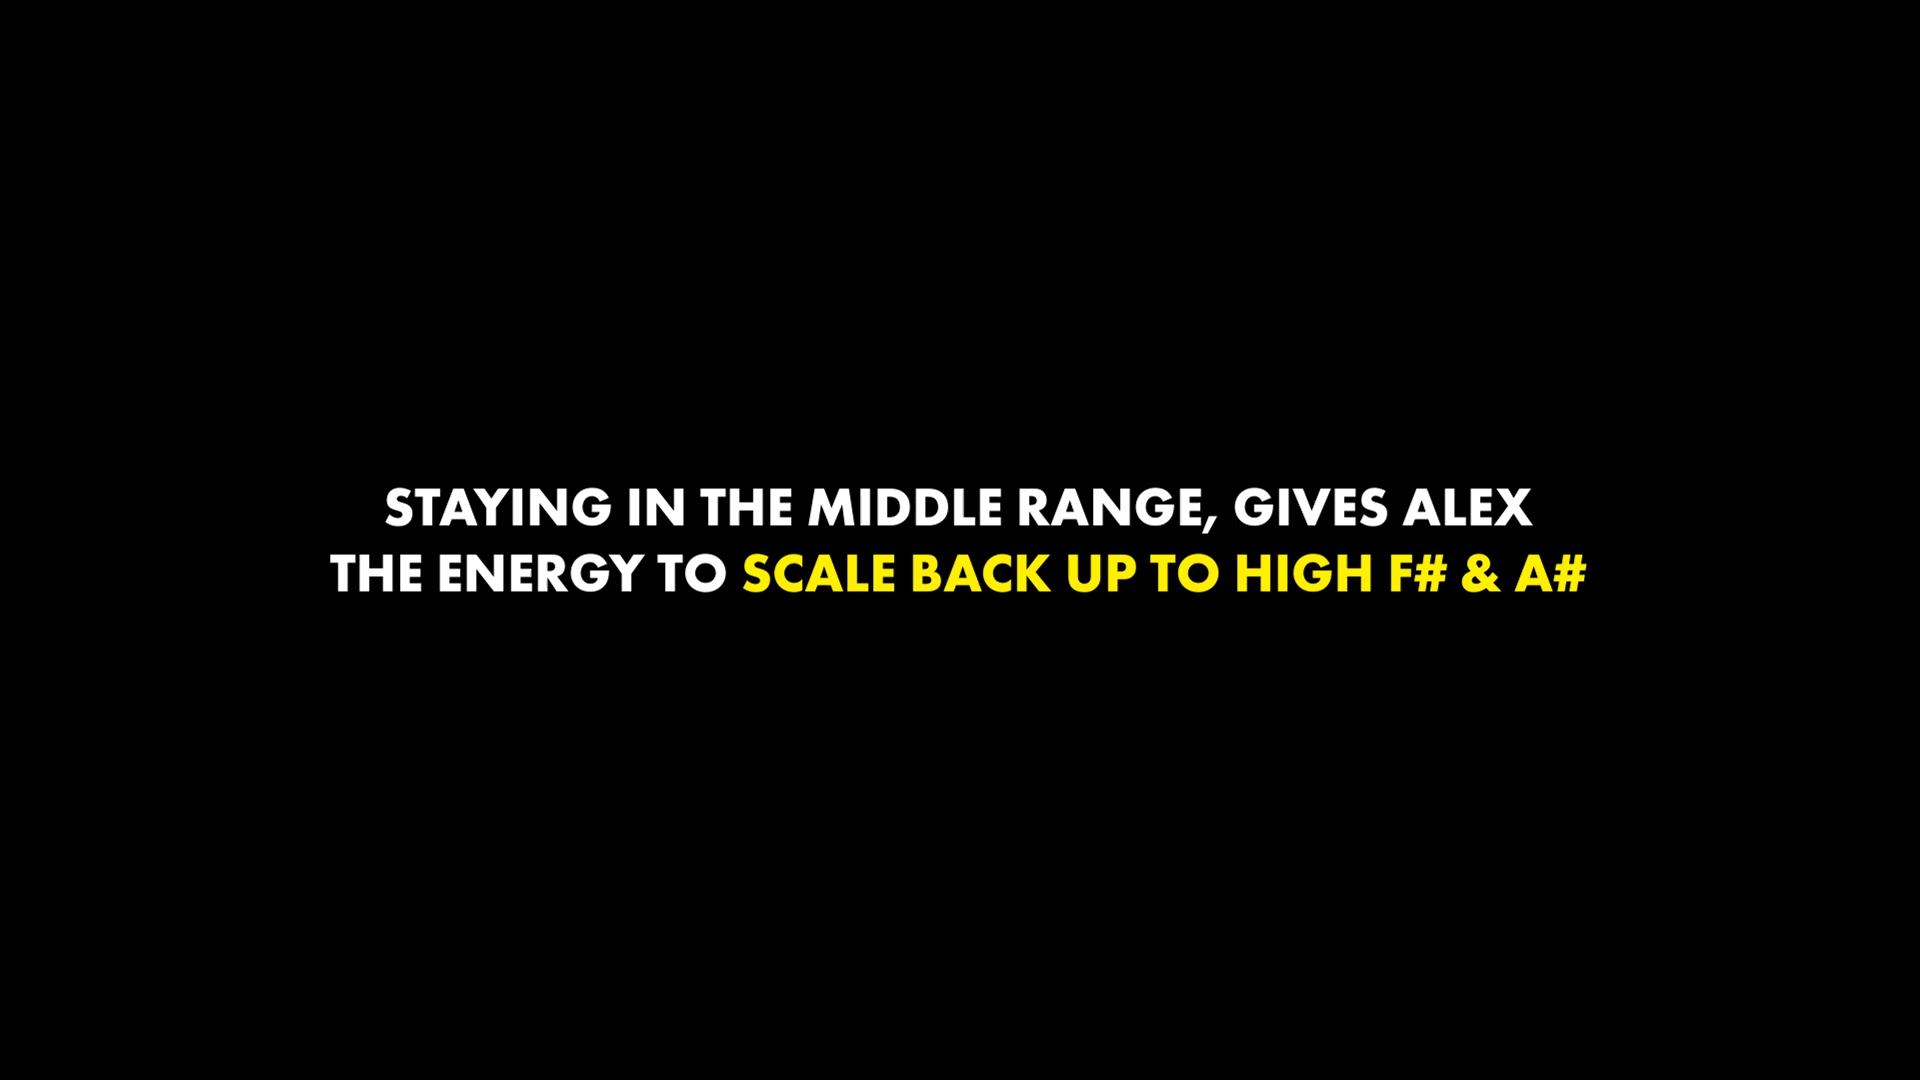 STAYING IN THE MIDDLE RANGE, GIVES ALEX
THE ENERGY TO SCALE BACK UP TO HIGH F# & A#